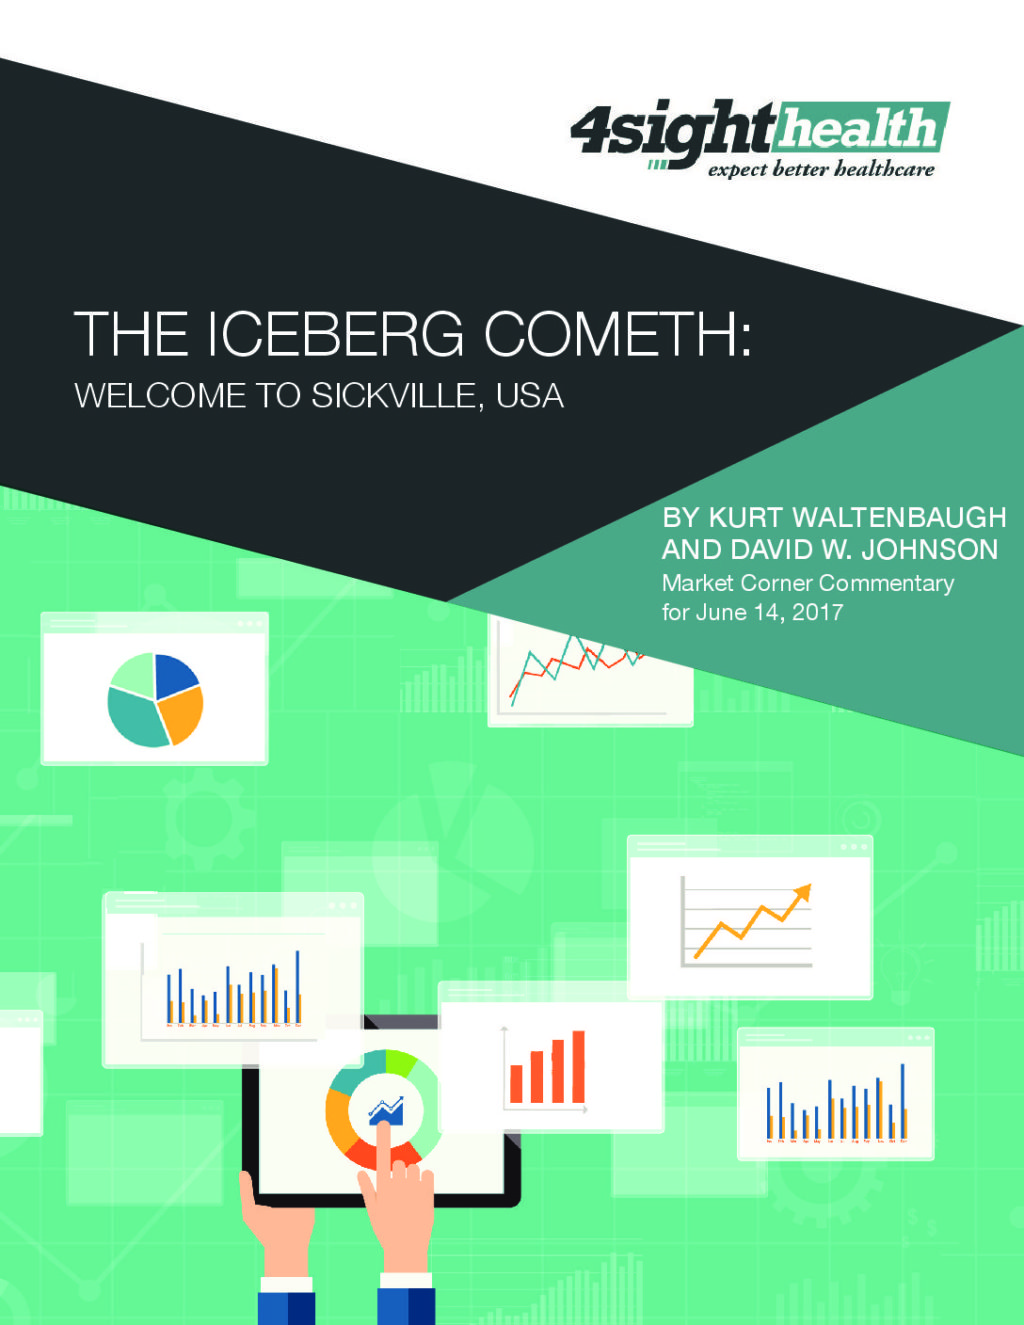 4sighthealth
expect better healthcare
THE ICEBERG COMETH:
WELCOME TO SICKVILLE, USA
BY KURT WALTENBAUGH
AND DAVID W. JOHNSON
Market Corner Commentary
for June 14, 2017